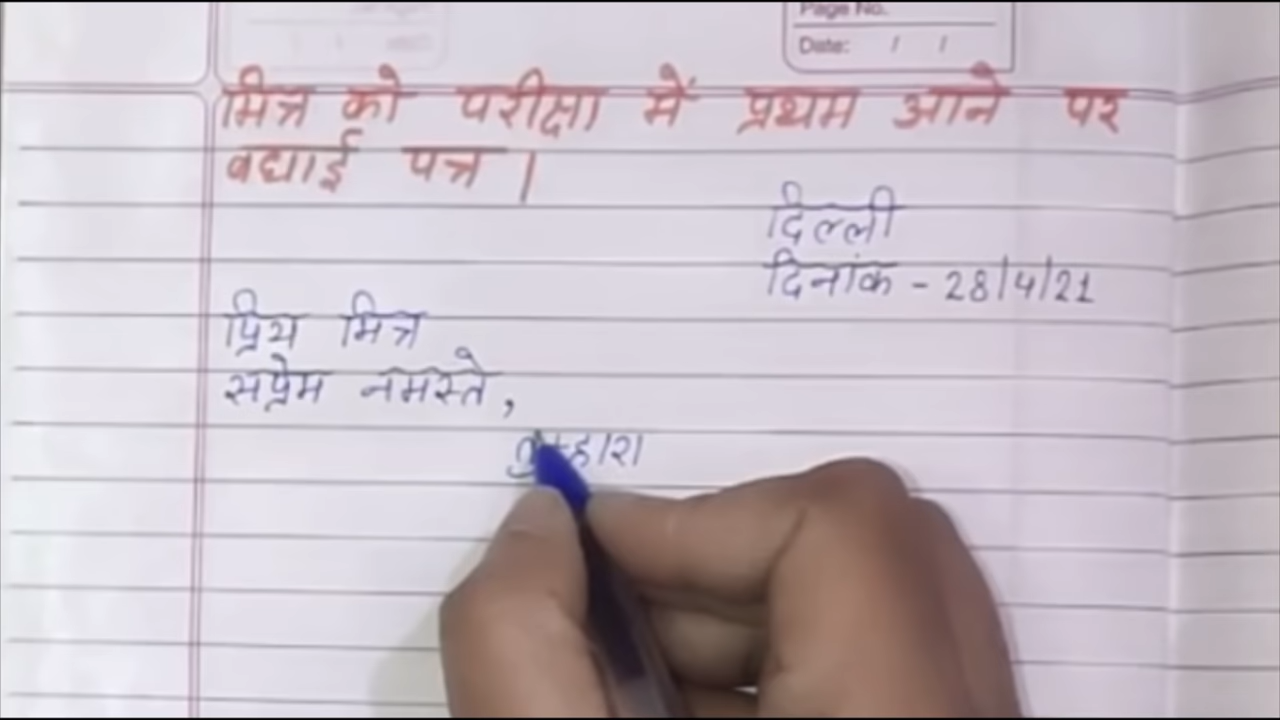 Page No.
Date: / /
मित्र को परीक्षा में प्रथम आने पर
बधाई पत्र।
दिल्ली
दिनांक - 28/4/21
प्रिय मित्र
सप्रेम नमस्ते,
तुम्हारा